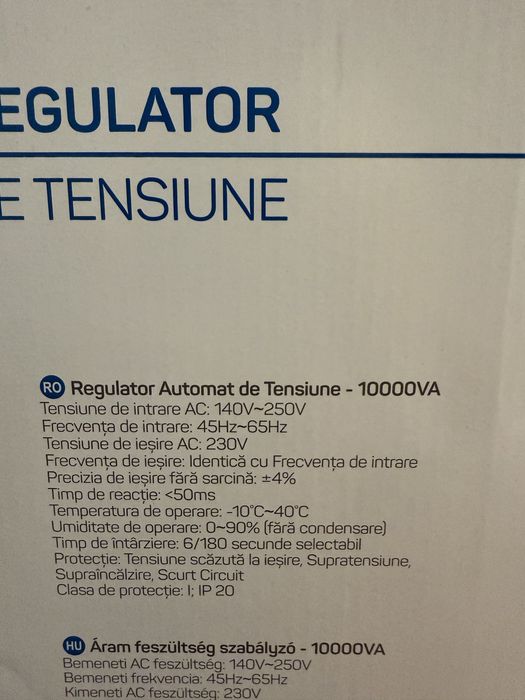 EGULATOR
E TENSIUNE
RO Regulator Automat de Tensiune - 10000VA
Tensiune de intrare AC: 140V~250V
Frecvența de intrare: 45Hz~65Hz
Tensiune de ieșire AC: 230V
Frecvența de ieșire: Identică cu Frecvența de intrare
Precizia de ieșire fără sarcină: ±4%
Timp de reacție: <50ms
Temperatura de operare: -10°C~40°C
Umiditate de operare: 0~90% (fără condensare)
Timp de întârziere: 6/180 secunde selectabil
Protecție: Tensiune scăzută la ieșire, Supratensiune,
Supraîncălzire, Scurt Circuit
Clasa de protecție: I; IP 20
HU Áram feszültség szabályzó - 10000VA
Bemeneti AC feszültség: 140V~250V
Bemeneti frekvencia: 45Hz~65Hz
Kimeneti AC feszültség: 230V